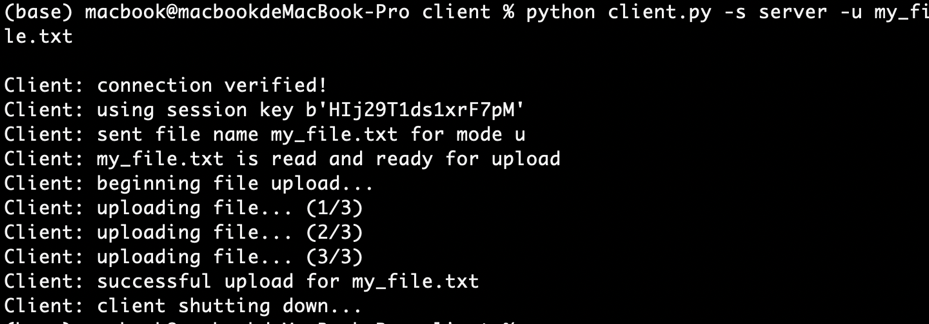 (base) macbook@macbookdeMacBook-Pro client % python client.py -s server -u my_fi
le.txt
Client: connection verified!
Client: using session key b'HIj29T1ds1xrF7pM'
Client: sent file name my_file.txt for mode u
Client: my_file.txt is read and ready for upload
Client: beginning file upload...
Client: uploading file... (1/3)
Client: uploading file... (2/3)
Client: uploading file... (3/3)
Client: successful upload for my_file.txt
Client: client shutting down...